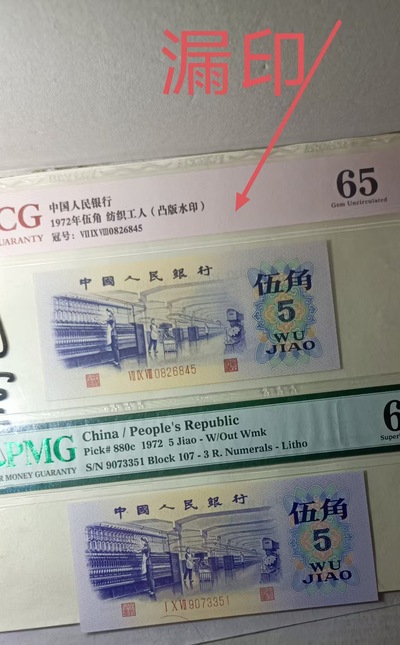 漏印
CG
GUARANTY
中国人民银行
1972年伍角 纺织工人（凸版水印）
冠号：VII IX VIII 0826845
65
Gem Uncirculated
中國人民銀行
伍角
5
WU
JIAO
VII IX VIII 0826845
PMG
PAPER MONEY GUARANTY
China / People's Republic
Pick# 880c 1972 5 Jiao - W/Out Wmk
S/N 9073351 Block 107 - 3 R. Numerals - Litho
6
中國人民銀行
伍角
5
WU
JIAO
I X VII 9073351